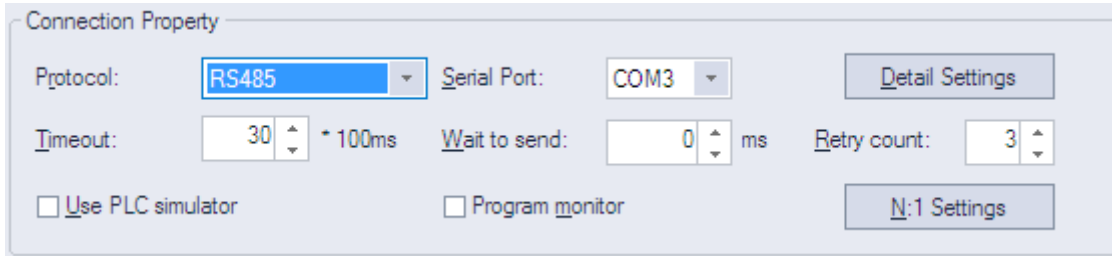 Connection Property
Protocol: RS485 Serial Port: COM3 Detail Settings
Timeout: 30 * 100ms Wait to send: 0 ms Retry count: 3
Use PLC simulator Program monitor N:1 Settings